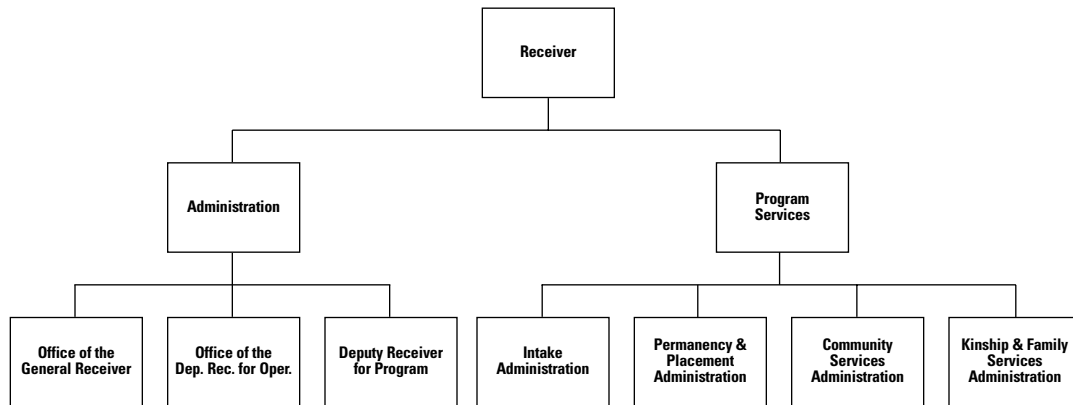 Receiver
Administration
Program
Services
Office of the
General Receiver
Office of the
Dep. Rec. for Oper.
Deputy Receiver
for Program
Intake
Administration
Permanency &
Placement
Administration
Community
Services
Administration
Kinship & Family
Services
Administration